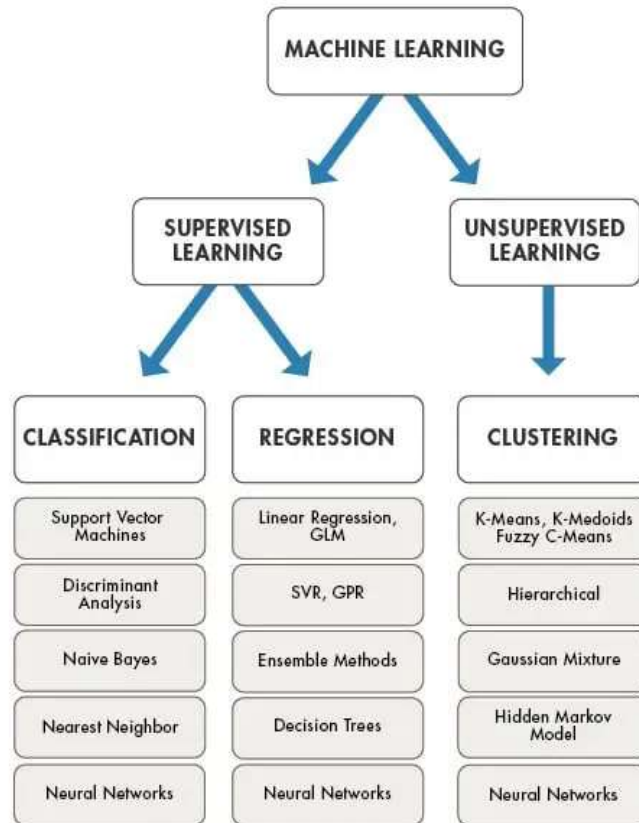 MACHINE LEARNING
SUPERVISED
LEARNING
UNSUPERVISED
LEARNING
CLASSIFICATION
Support Vector
Machines
Discriminant
Analysis
Naive Bayes
Nearest Neighbor
Neural Networks
REGRESSION
Linear Regression,
GLM
SVR, GPR
Ensemble Methods
Decision Trees
Neural Networks
CLUSTERING
K-Means, K-Medoids
Fuzzy C-Means
Hierarchical
Gaussian Mixture
Hidden Markov
Model
Neural Networks